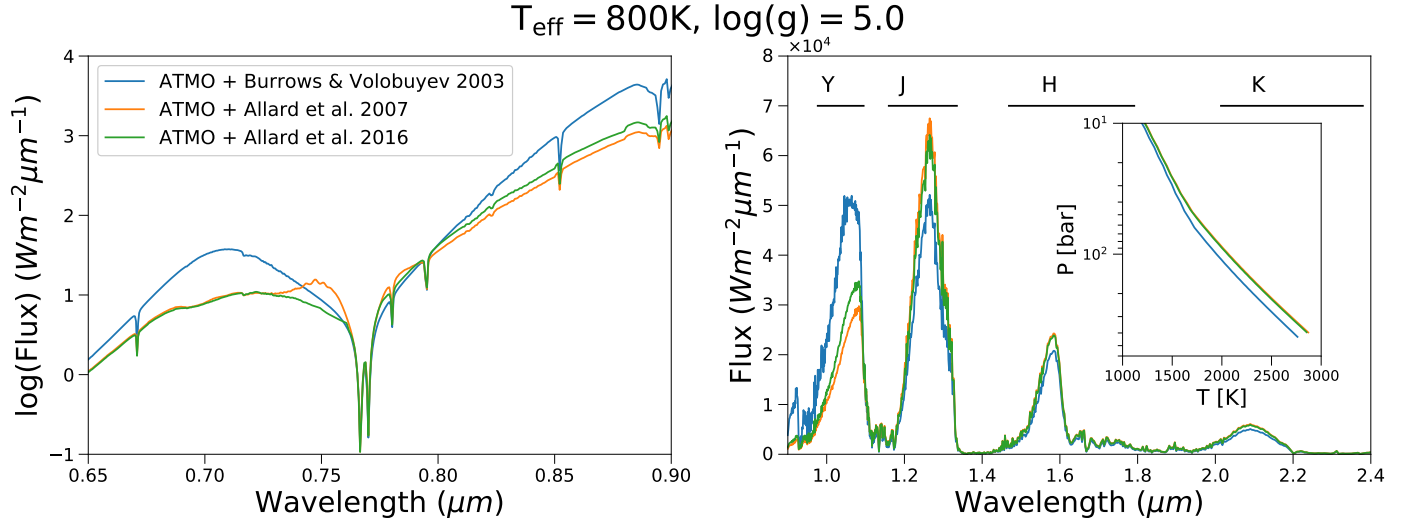 T_eff = 800K, log(g) = 5.0
ATMO + Burrows & Volobuyev 2003
ATMO + Allard et al. 2007
ATMO + Allard et al. 2016
log(Flux) (Wm⁻²μm⁻¹)
4
3
2
1
0
−1
0.65 0.70 0.75 0.80 0.85 0.90
Wavelength (μm)
×10⁴
Y J H K
Flux (Wm⁻²μm⁻¹)
8
7
6
5
4
3
2
1
0
1.0 1.2 1.4 1.6 1.8 2.0 2.2 2.4
Wavelength (μm)
P [bar]
10¹
10²
1000 1500 2000 2500 3000
T [K]